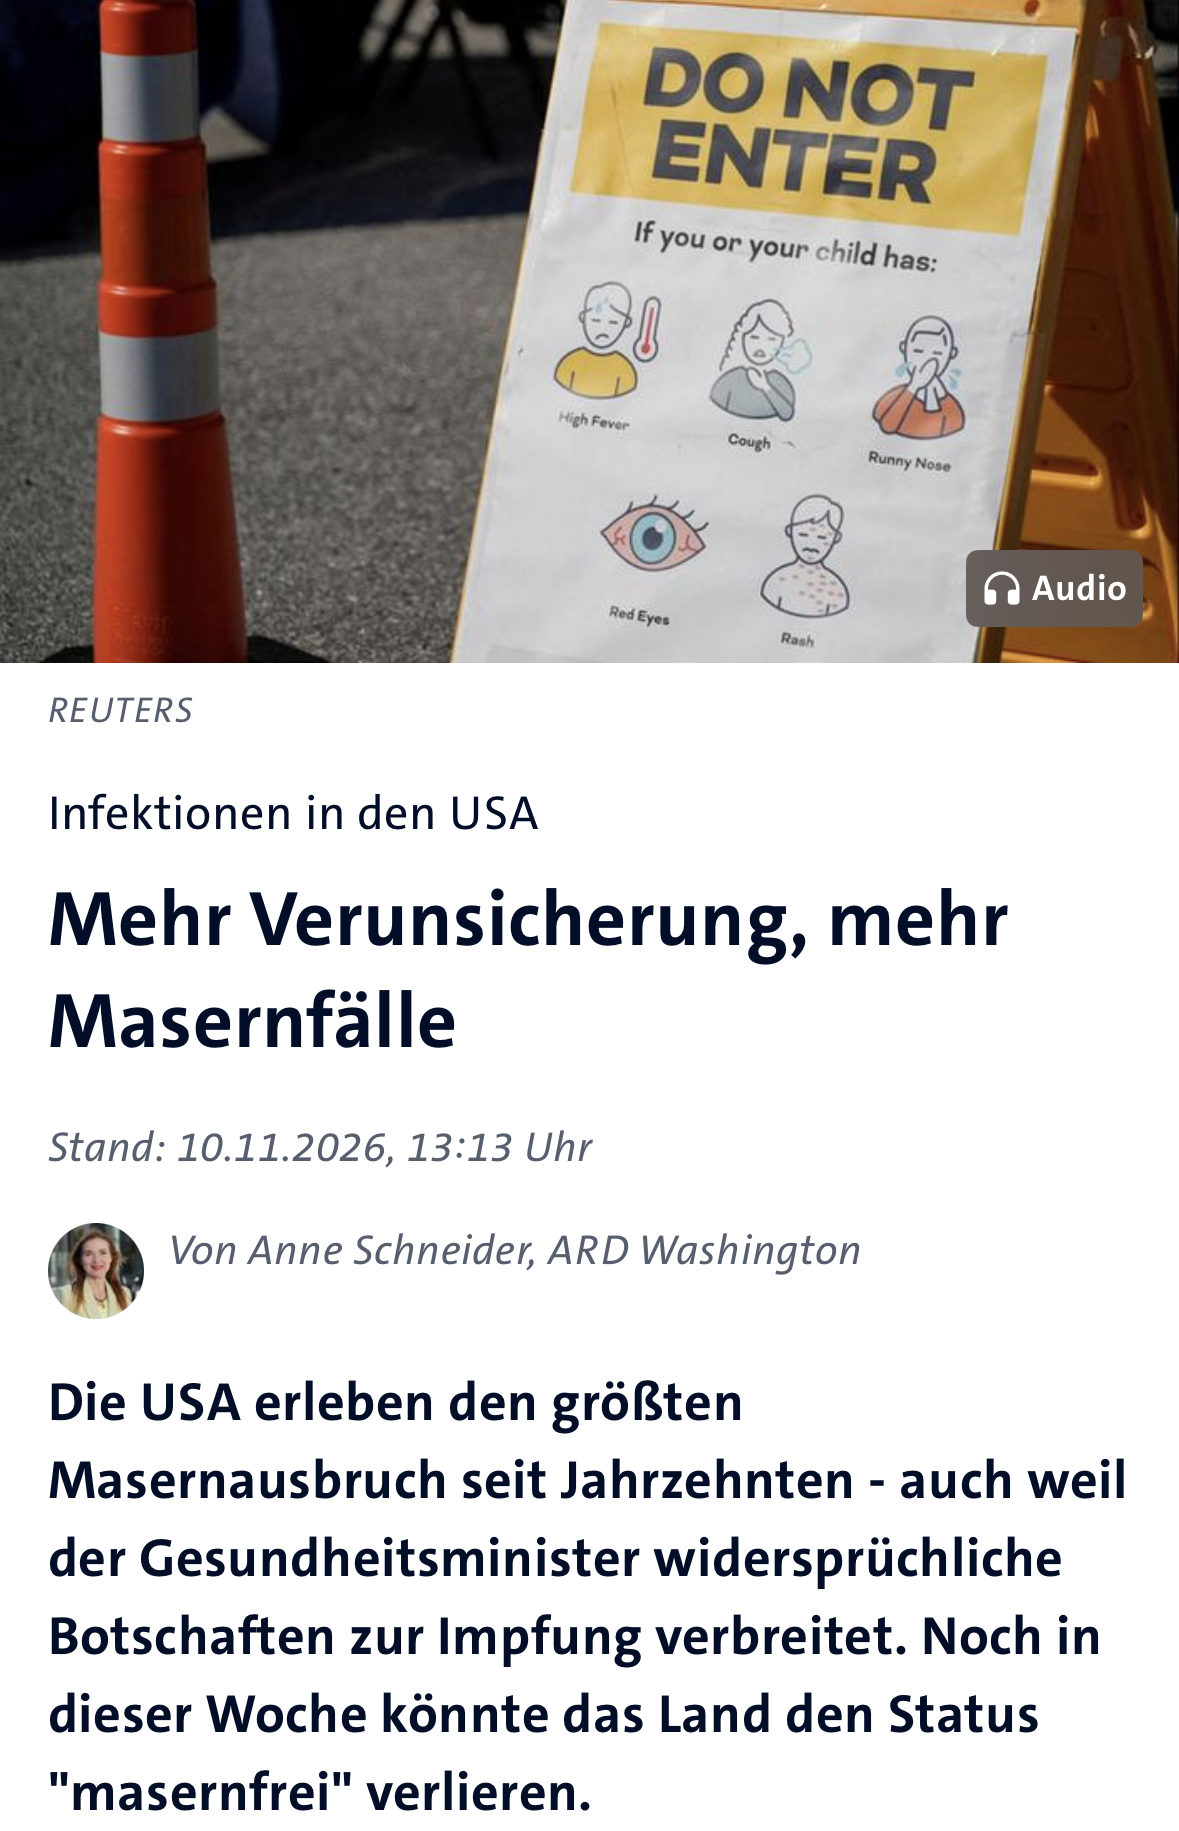 DO NOT
ENTER
If you or your child has:
High Fever
Cough
Runny Nose
Red Eyes
Rash
Audio
REUTERS
Infektionen in den USA
Mehr Verunsicherung, mehr
Masernfälle
Stand: 10.11.2026, 13:13 Uhr
Von Anne Schneider, ARD Washington
Die USA erleben den größten
Masernausbruch seit Jahrzehnten - auch weil
der Gesundheitsminister widersprüchliche
Botschaften zur Impfung verbreitet. Noch in
dieser Woche könnte das Land den Status
"masernfrei" verlieren.